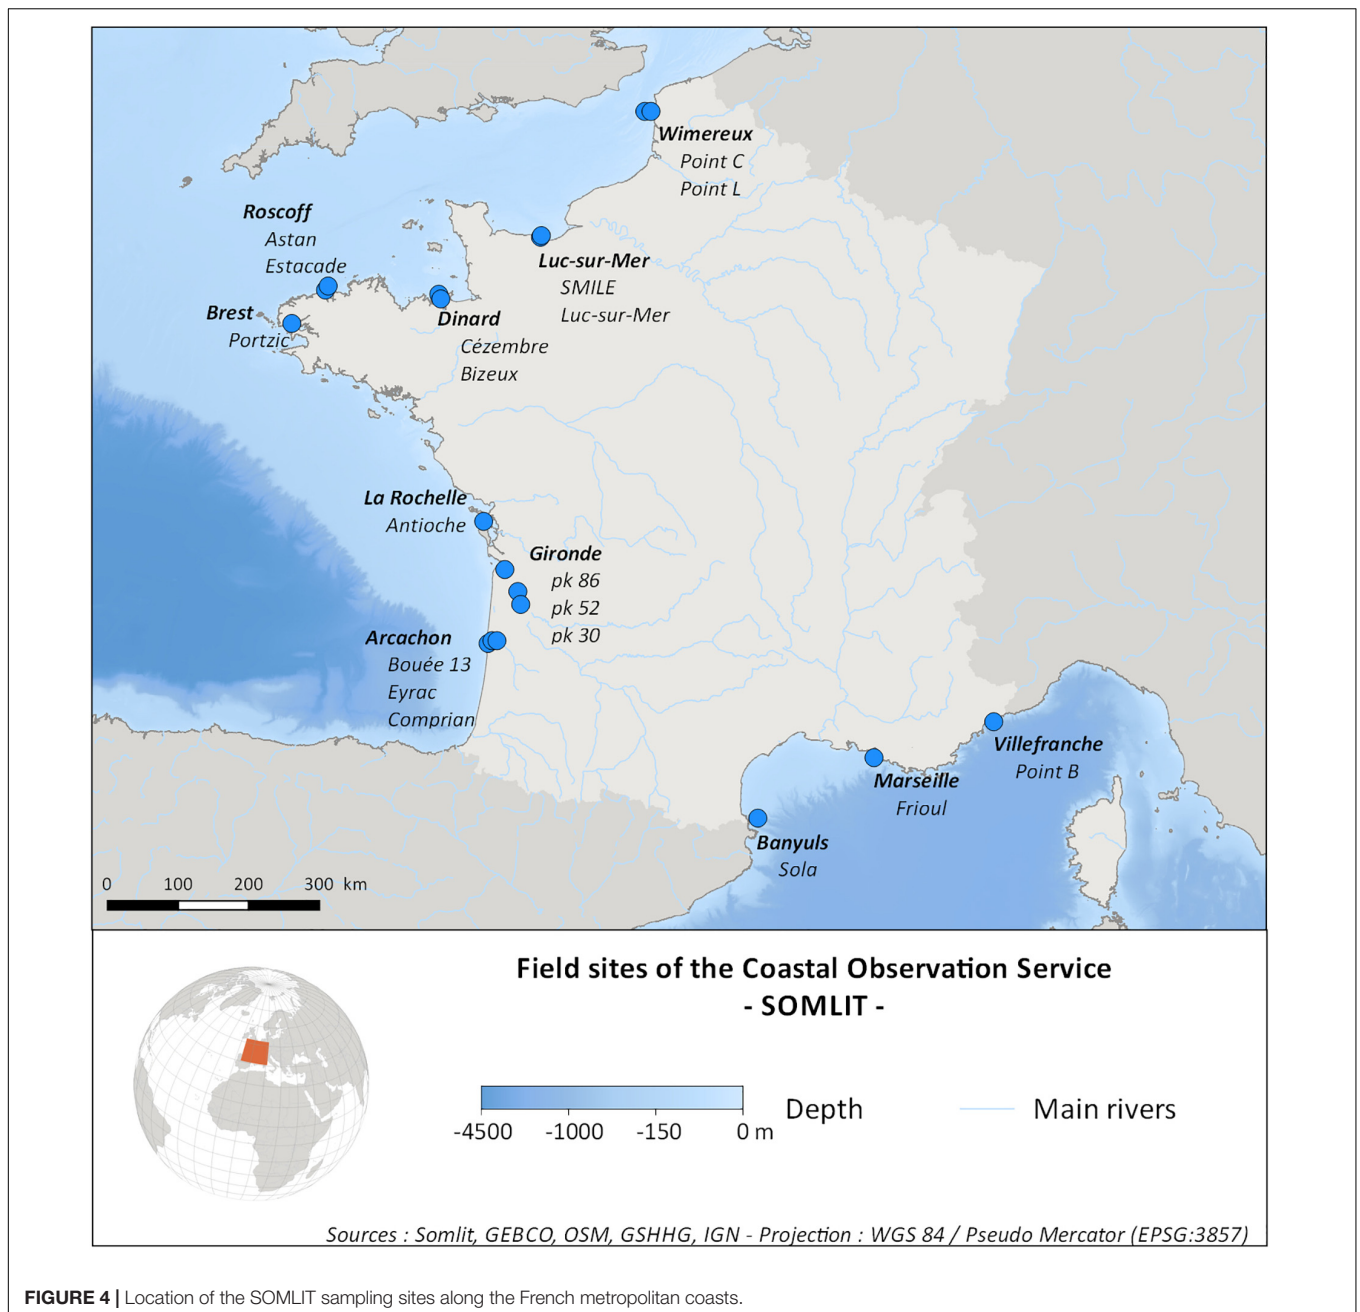 Wimereux
Point C
Point L
Roscoff
Astan
Estacade
Luc-sur-Mer
SMILE
Luc-sur-Mer
Brest
Portzic
Dinard
Cézembre
Bizeux
La Rochelle
Antioche
Gironde
pk 86
pk 52
pk 30
Arcachon
Bouée 13
Eyrac
Comprian
Villefranche
Point B
Marseille
Frioul
Banyuls
Sola
0 100 200 300 km
Field sites of the Coastal Observation Service
- SOMLIT -
Depth
Main rivers
-4500 -1000 -150 0 m
Sources : Somlit, GEBCO, OSM, GSHHG, IGN - Projection : WGS 84 / Pseudo Mercator (EPSG:3857)
FIGURE 4 | Location of the SOMLIT sampling sites along the French metropolitan coasts.